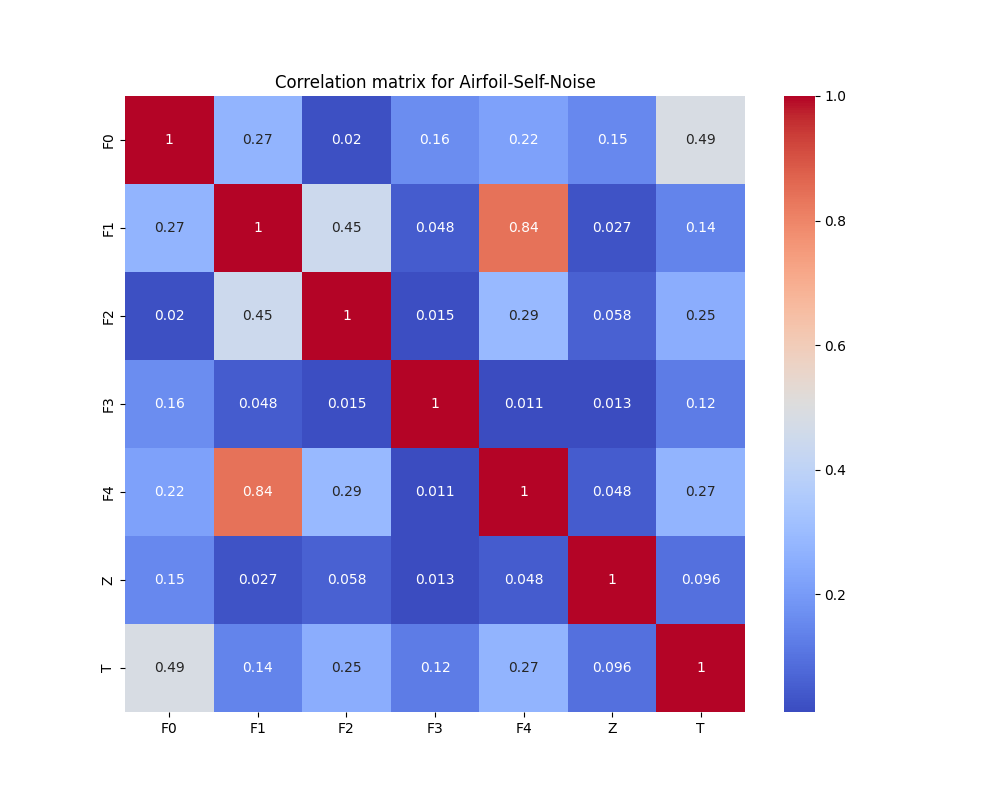 Correlation matrix for Airfoil-Self-Noise
F0 1 0.27 0.02 0.16 0.22 0.15 0.49
F1 0.27 1 0.45 0.048 0.84 0.027 0.14
F2 0.02 0.45 1 0.015 0.29 0.058 0.25
F3 0.16 0.048 0.015 1 0.011 0.013 0.12
F4 0.22 0.84 0.29 0.011 1 0.048 0.27
Z 0.15 0.027 0.058 0.013 0.048 1 0.096
T 0.49 0.14 0.25 0.12 0.27 0.096 1
F0 F1 F2 F3 F4 Z T
1.0
0.8
0.6
0.4
0.2